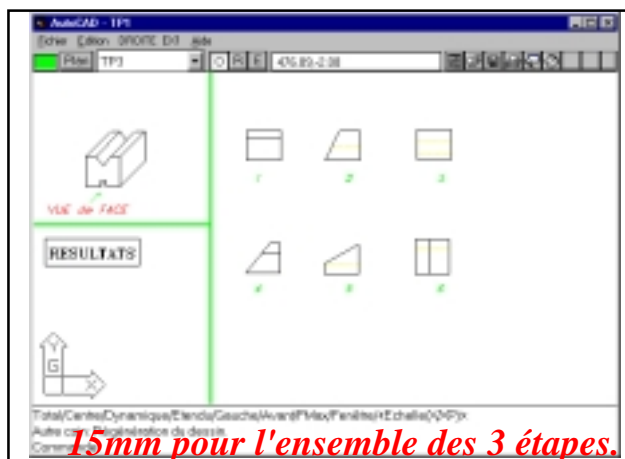 AutoCAD - TP1
Fichier Edition DROITE EXT Aide
Plan TP3 O R E 476.89,-2.08
1 2 3
VUE de FACE
RESULTATS
4 5 6
Y
G
X
Total/Centre/Dynamique/Etendu/Gauche/Avant/PMax/Fenêtre/<Echelle(X/XP)>:
Autre coin: Régénération du dessin.
15mm pour l'ensemble des 3 étapes.